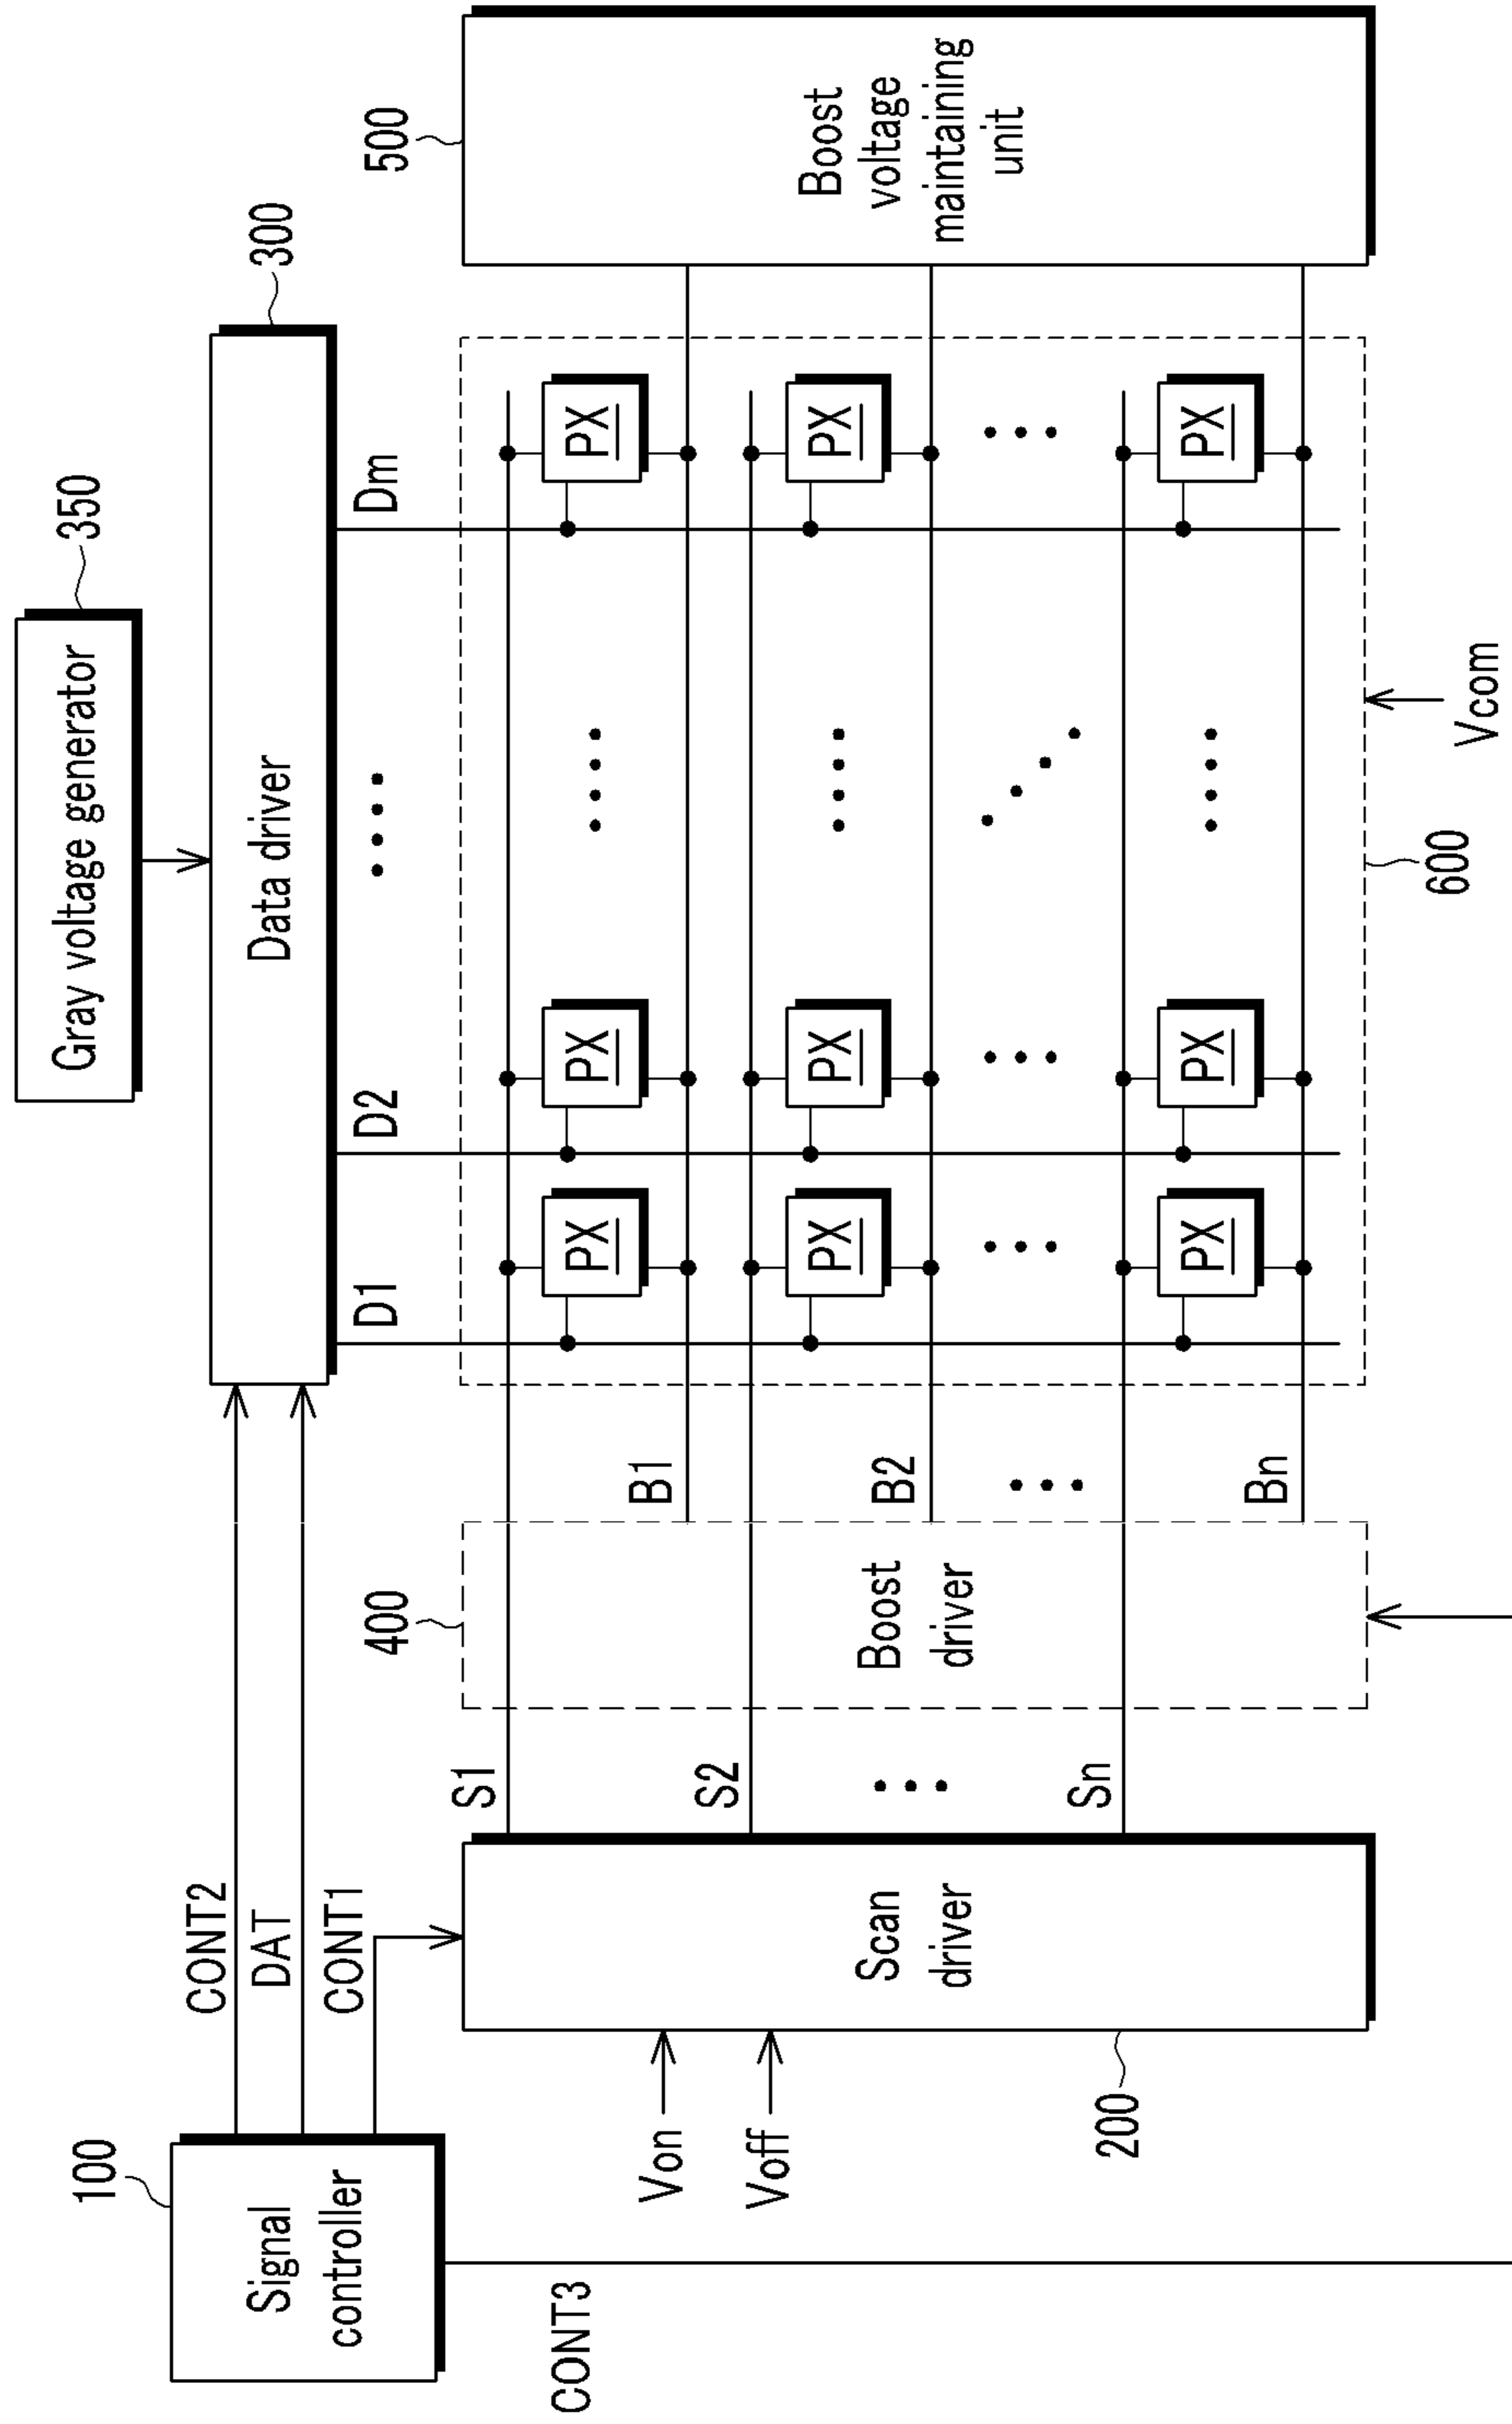 Gray voltage generator
350
300
Data driver
100
Signal
controller
CONT2
DAT
CONT1
CONT3
D1
D2
Dm
400
500
S1
S2
Sn
B1
B2
Bn
Von
Voff
200
Scan
driver
Boost
driver
PX
PX
PX
PX
PX
PX
PX
PX
PX
Boost
voltage
maintaining
unit
600
Vcom